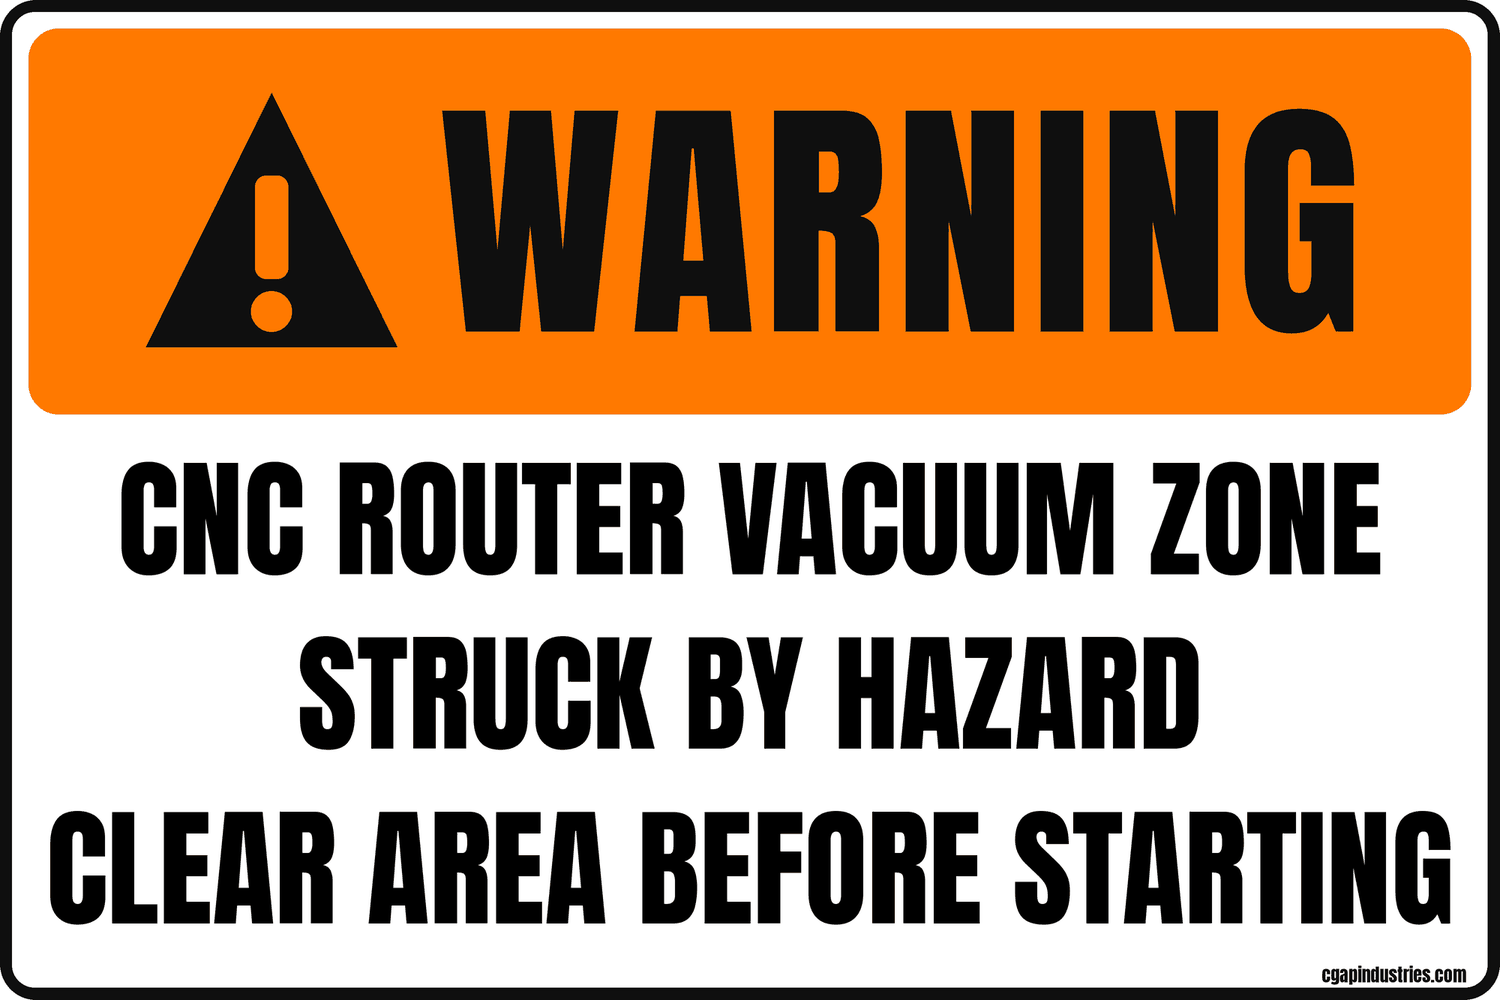 WARNING
CNC ROUTER VACUUM ZONE
STRUCK BY HAZARD
CLEAR AREA BEFORE STARTING
cgapindustries.com